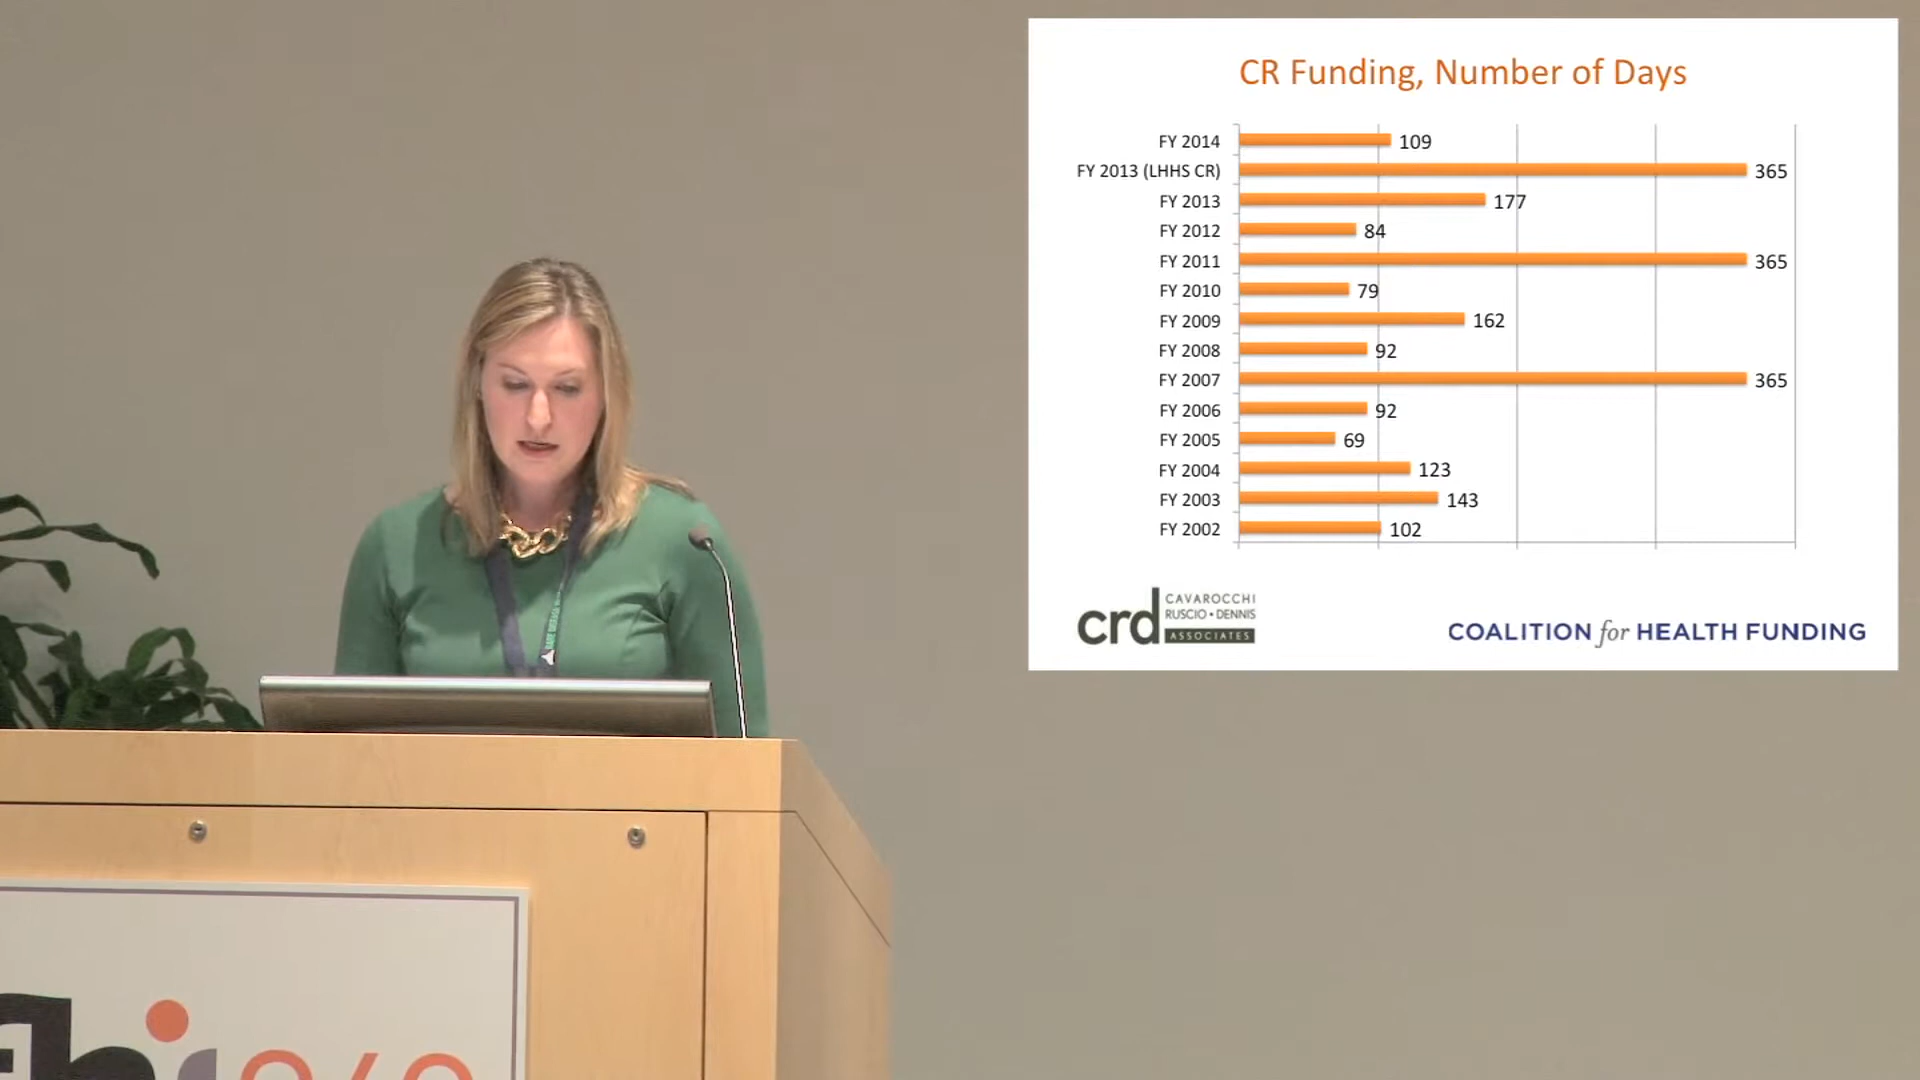 CR Funding, Number of Days
FY 2014 109
FY 2013 (LHHS CR) 365
FY 2013 177
FY 2012 84
FY 2011 365
FY 2010 79
FY 2009 162
FY 2008 92
FY 2007 365
FY 2006 92
FY 2005 69
FY 2004 123
FY 2003 143
FY 2002 102
crd CAVAROCCHI
RUSCIO • DENNIS
ASSOCIATES
COALITION for HEALTH FUNDING
fhi 360